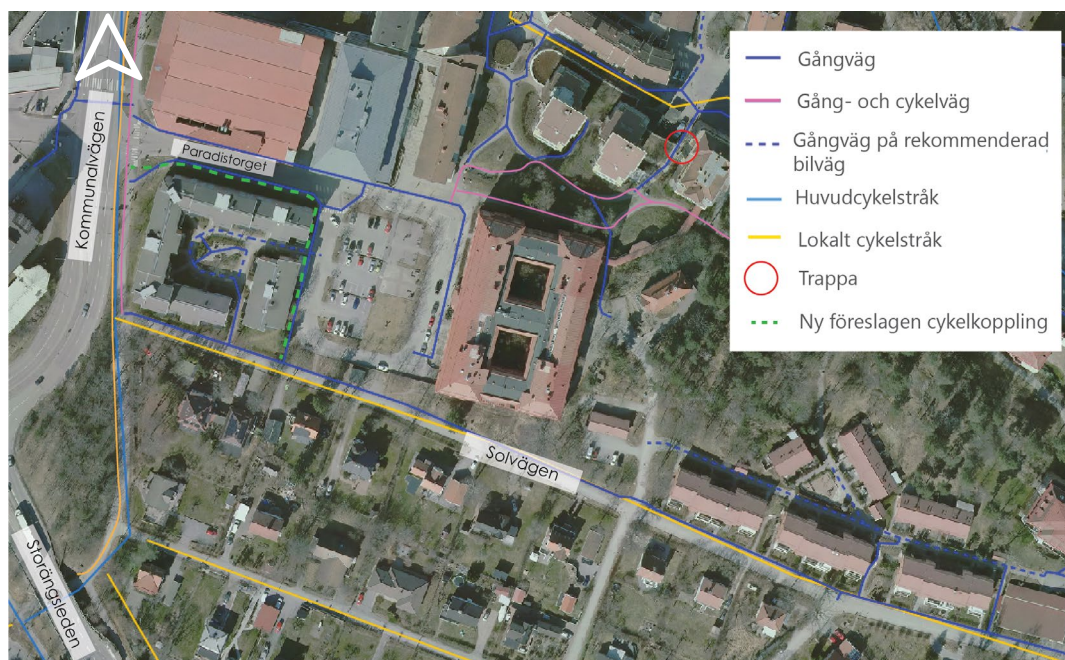 Gångväg
Gång- och cykelväg
Gångväg på rekommenderad
bilväg
Huvudcykelstråk
Lokalt cykelstråk
Trappa
Ny föreslagen cykelkoppling
Kommunalvägen
Paradistorget
Solvägen
Storängsleden